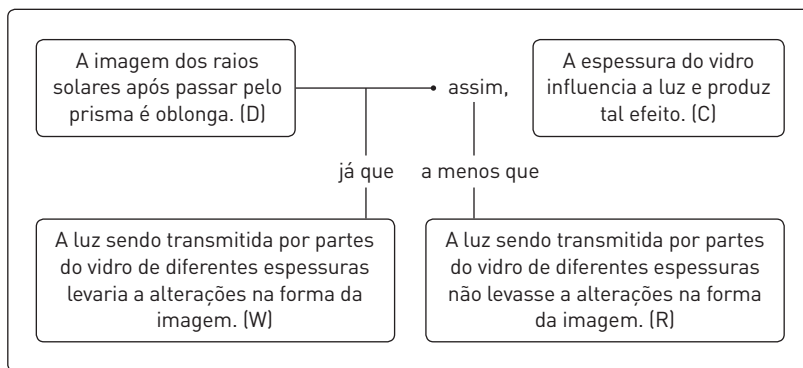 A imagem dos raios
solares após passar pelo
prisma é oblonga. (D)
assim,
A espessura do vidro
influencia a luz e produz
tal efeito. (C)
já que
a menos que
A luz sendo transmitida por partes
do vidro de diferentes espessuras
levaria a alterações na forma da
imagem. (W)
A luz sendo transmitida por partes
do vidro de diferentes espessuras
não levasse a alterações na forma
da imagem. (R)